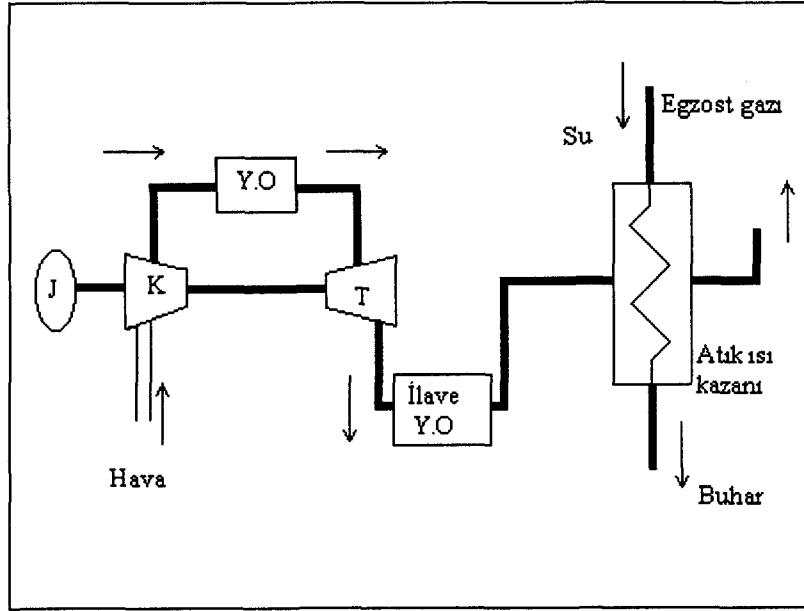 Egzost gazı
Su
Y.O
J
K
T
İlave
Y.O
Atık ısı
kazanı
Hava
Buhar